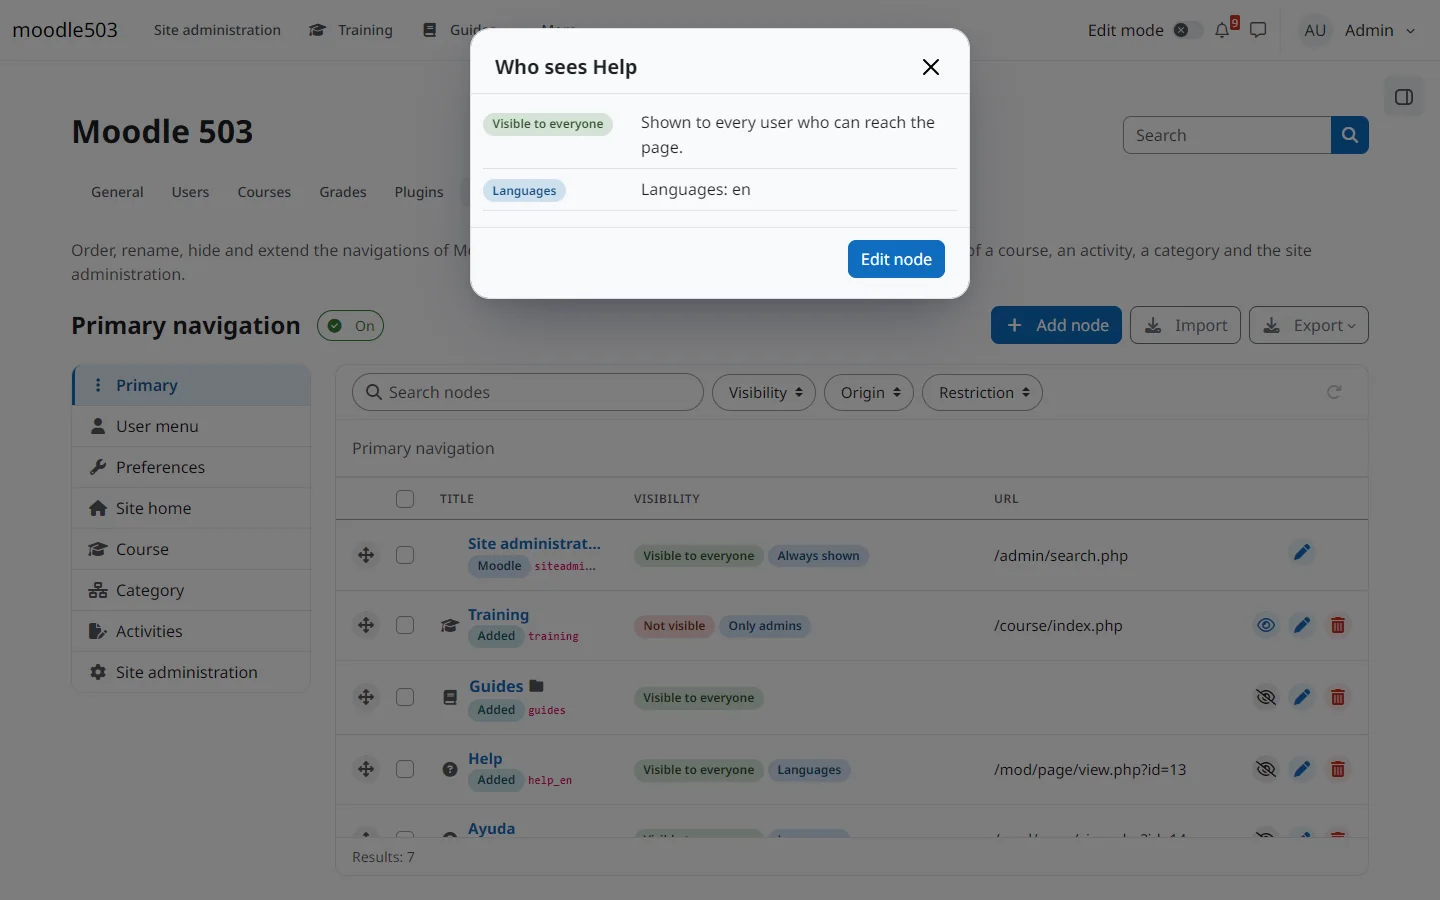 moodle503
Site administration
Training
Edit mode
9
AU
Admin
Who sees Help
Visible to everyone
Shown to every user who can reach the
page.
Languages
Languages: en
Edit node
Moodle 503
Search
General
Users
Courses
Grades
Plugins
Order, rename, hide and extend the navigations of
of a course, an activity, a category and the site
administration.
Primary navigation
On
Add node
Import
Export
Primary
User menu
Preferences
Site home
Course
Category
Activities
Site administration
Search nodes
Visibility
Origin
Restriction
Primary navigation
TITLE
VISIBILITY
URL
Site administrat...
Moodle
siteadmi...
Visible to everyone
Always shown
/admin/search.php
Training
Added
training
Not visible
Only admins
/course/index.php
Guides
Added
guides
Visible to everyone
Help
Added
help_en
Visible to everyone
Languages
/mod/page/view.php?id=13
Ayuda
Results: 7